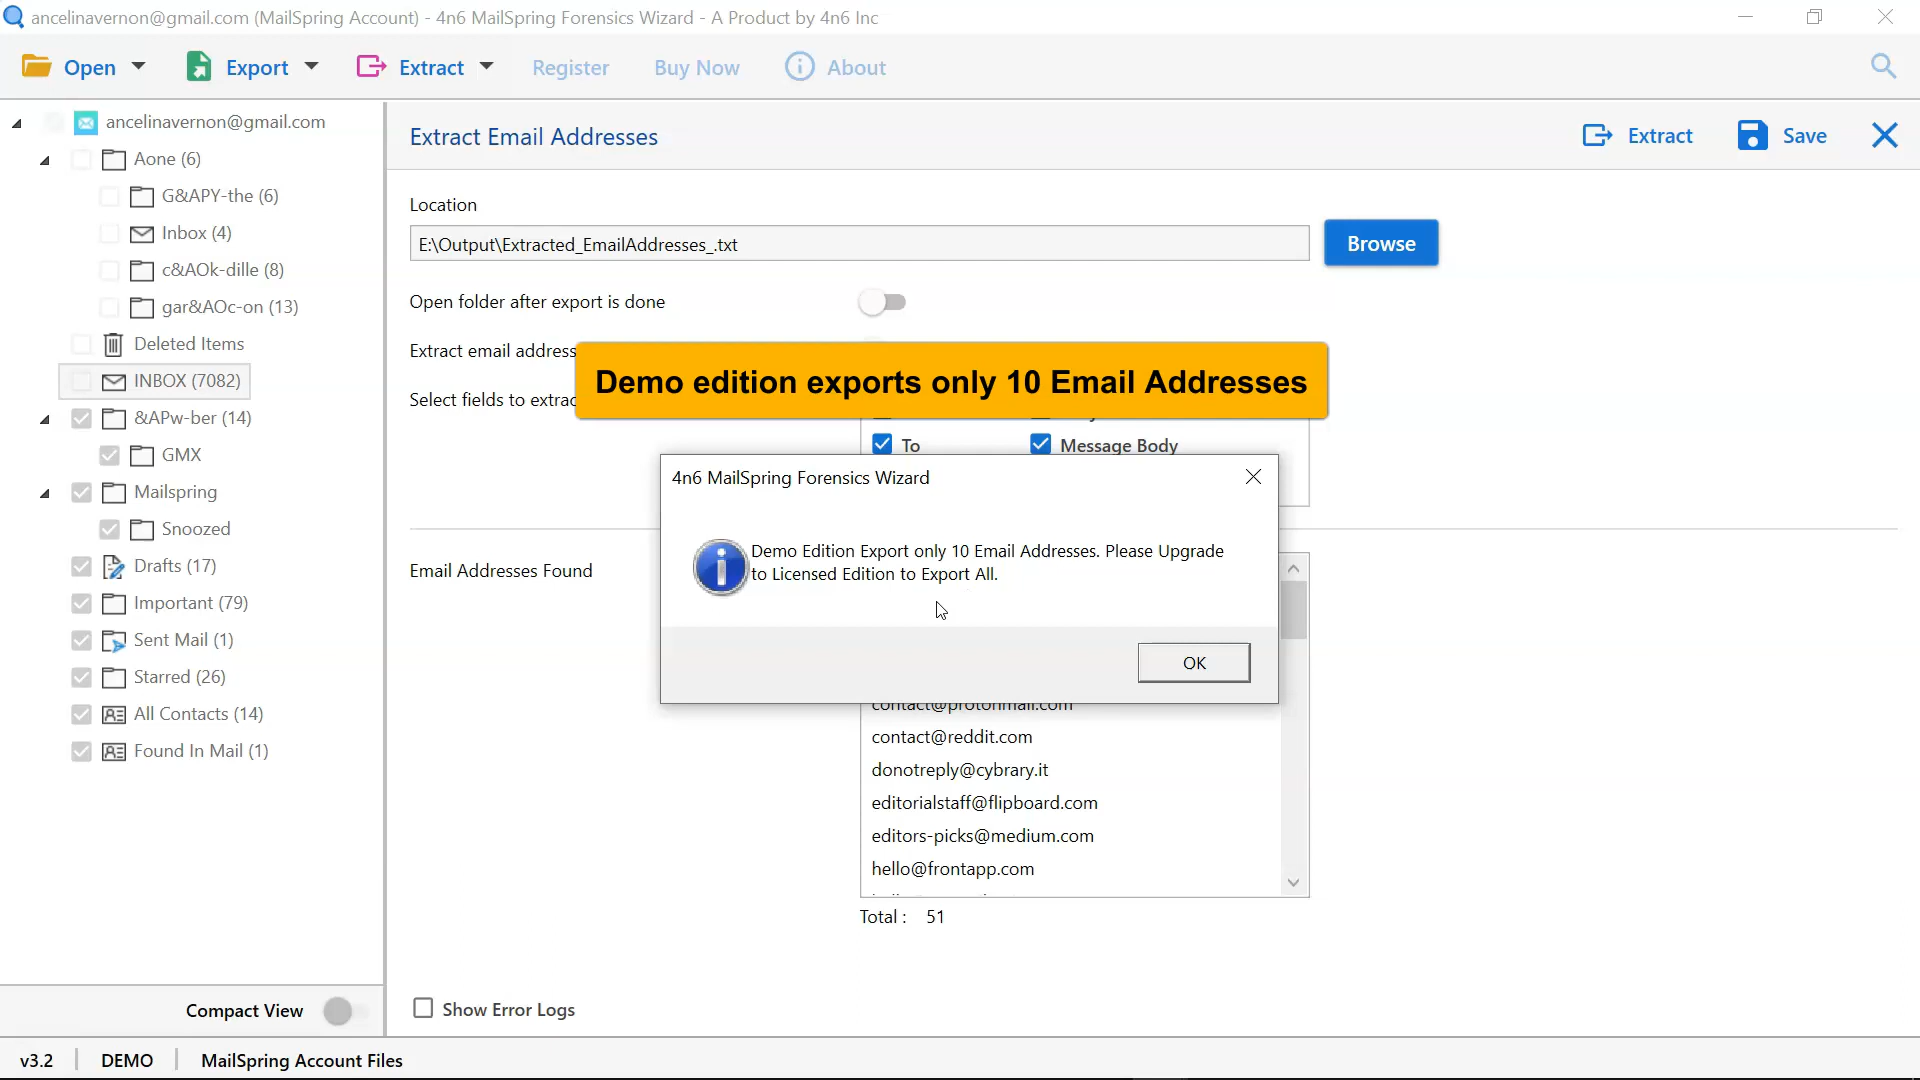 ancelinavernon@gmail.com (MailSpring Account) - 4n6 MailSpring Forensics Wizard - A Product by 4n6 Inc
Open
Export
Extract
Register
Buy Now
About
ancelinavernon@gmail.com
Aone (6)
G&APY-the (6)
Inbox (4)
c&AOk-dille (8)
gar&AOc-on (13)
Deleted Items
INBOX (7082)
&APw-ber (14)
GMX
Mailspring
Snoozed
Drafts (17)
Important (79)
Sent Mail (1)
Starred (26)
All Contacts (14)
Found In Mail (1)
Compact View
Extract Email Addresses
Extract
Save
Location
E:\Output\Extracted_EmailAddresses_.txt
Browse
Open folder after export is done
Extract email address
Demo edition exports only 10 Email Addresses
Select fields to extrac
To
Message Body
4n6 MailSpring Forensics Wizard
Demo Edition Export only 10 Email Addresses. Please Upgrade
to Licensed Edition to Export All.
OK
Email Addresses Found
contact@protonmail.com
contact@reddit.com
donotreply@cybrary.it
editorialstaff@flipboard.com
editors-picks@medium.com
hello@frontapp.com
Total : 51
Show Error Logs
v3.2
DEMO
MailSpring Account Files